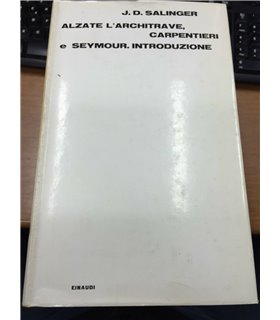 J. D. SALINGER
ALZATE L'ARCHITRAVE,
CARPENTIERI
e SEYMOUR. INTRODUZIONE
EINAUDI